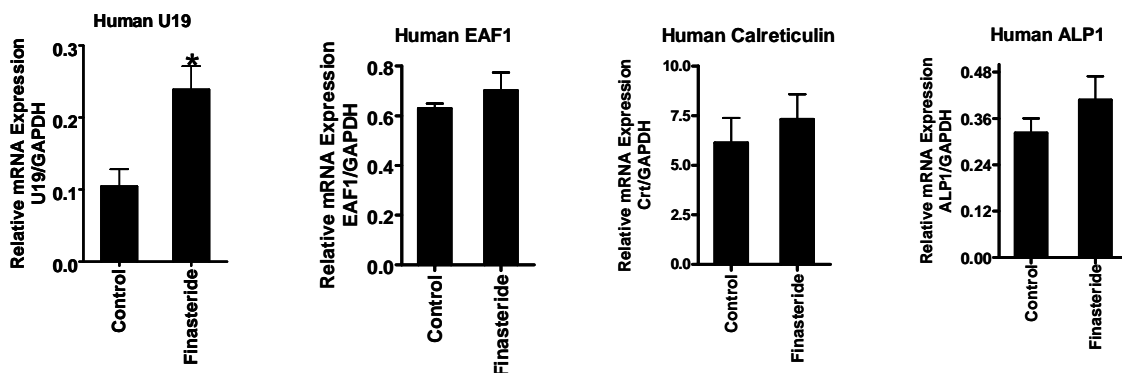 Human U19
Relative mRNA Expression
U19/GAPDH
0.3
0.2
0.1
0.0
*
Control
Finasteride
Human EAF1
Relative mRNA Expression
EAF1/GAPDH
0.8
0.6
0.4
0.2
0.0
Control
Finasteride
Human Calreticulin
Relative mRNA Expression
Crt/GAPDH
10.0
7.5
5.0
2.5
0.0
Control
Finasteride
Human ALP1
Relative mRNA Expression
ALP1/GAPDH
0.48
0.36
0.24
0.12
0.00
Control
Finasteride